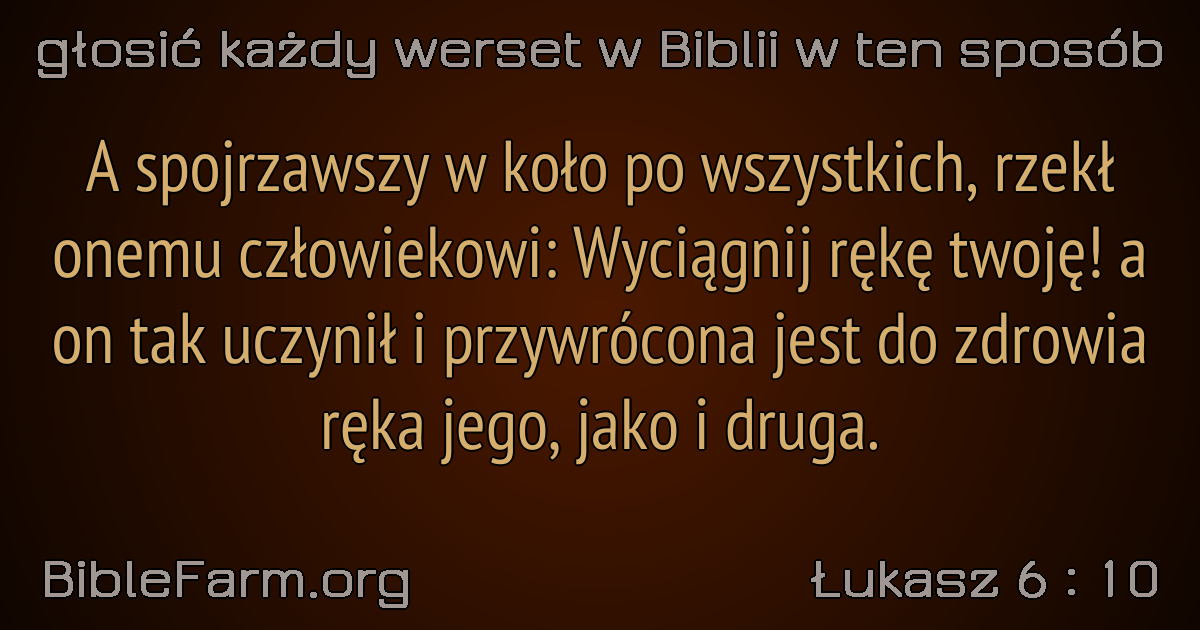 głosić każdy werset w Biblii w ten sposób
A spojrzawszy w koło po wszystkich, rzekł
onemu człowiekowi: Wyciągnij rękę twoję! a
on tak uczynił i przywrócona jest do zdrowia
ręka jego, jako i druga.
BibleFarm.org
Łukasz 6 : 10